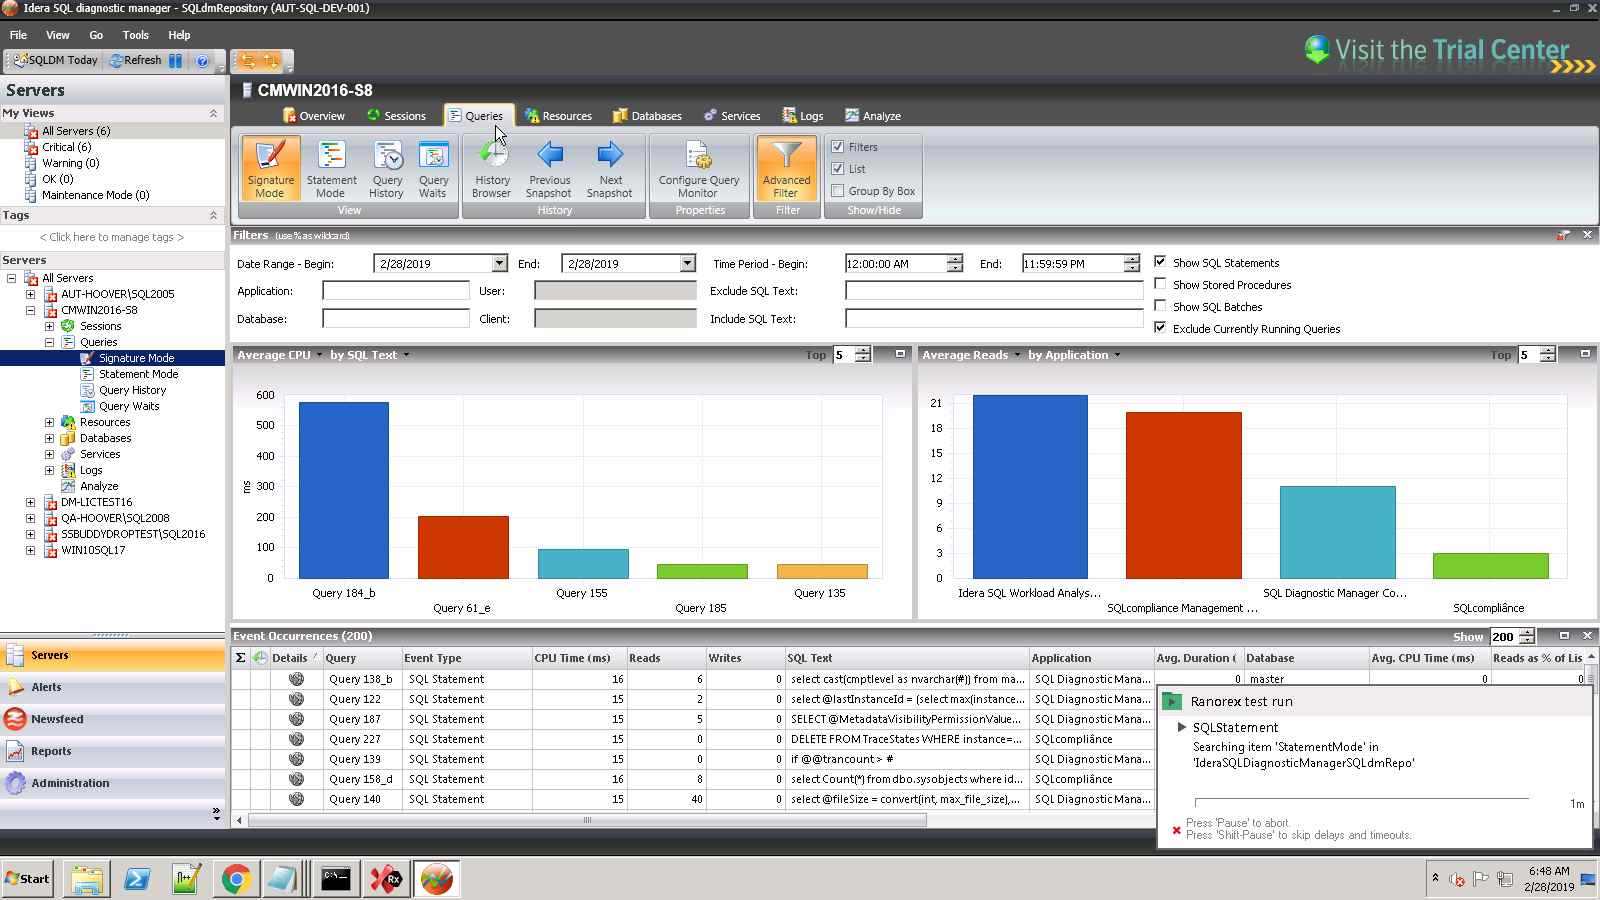 Idera SQL diagnostic manager - SQLdmRepository (AUT-SQL-DEV-001)
File View Go Tools Help
SQLDM Today Refresh
Visit the Trial Center
Servers
CMWIN2016-S8
My Views
All Servers (6)
Critical (6)
Warning (0)
OK (0)
Maintenance Mode (0)
Tags
< Click here to manage tags >
Servers
All Servers
AUT-HOOVER\SQL2005
CMWIN2016-S8
Sessions
Queries
Signature Mode
Statement Mode
Query History
Query Waits
Resources
Databases
Services
Logs
Analyze
DM-LICTEST16
QA-HOOVER\SQL2008
SSBUDDYDROPTEST\SQL2016
WIN10SQL17
Servers
Alerts
Newsfeed
Reports
Administration
Overview Sessions Queries Resources Databases Services Logs Analyze
Signature Mode
Statement Mode
Query History
Query Waits
View
History Browser
Previous Snapshot
Next Snapshot
History
Configure Query Monitor
Properties
Advanced Filter
Filter
Filters
List
Group By Box
Show/Hide
Filters (use % as wildcard)
Date Range - Begin: 2/28/2019 End: 2/28/2019 Time Period - Begin: 12:00:00 AM End: 11:59:59 PM Show SQL Statements
Application: User: Exclude SQL Text: Show Stored Procedures
Show SQL Batches
Database: Client: Include SQL Text: Exclude Currently Running Queries
Average CPU by SQL Text Top 5
600
500
400
300
200
100
0
ms
Query 184_b
Query 61_e
Query 155
Query 185
Query 135
Average Reads by Application Top 5
21
18
15
12
9
6
3
0
Idera SQL Workload Analys...
SQLcompliance Management ...
SQL Diagnostic Manager Co...
SQLcompliânce
Event Occurrences (200) Show 200
Σ Details Query Event Type CPU Time (ms) Reads Writes SQL Text Application Avg. Duration ( Database Avg. CPU Time (ms) Reads as % of Lis
Query 138_b SQL Statement 16 6 0 select cast(cmptlevel as nvarchar(#)) from ma... SQL Diagnostic Mana... 0 master 0 0
Query 122 SQL Statement 15 2 0 select @lastInstanceId = (select max(instance... SQL Diagnostic Mana...
Query 187 SQL Statement 15 5 0 SELECT @MetadataVisibilityPermissionValue... SQL Diagnostic Mana...
Query 227 SQL Statement 15 0 0 DELETE FROM TraceStates WHERE instance=... SQLcompliânce
Query 139 SQL Statement 15 0 0 if @@trancount > # SQL Diagnostic Mana...
Query 158_d SQL Statement 16 8 0 select Count(*) from dbo.sysobjects where id... SQLcompliânce
Query 140 SQL Statement 15 40 0 select @fileSize = convert(int, max_file_size),... SQL Diagnostic Mana...
Ranorex test run
SQLStatement
Searching item 'StatementMode' in
'IderaSQLDiagnosticManagerSQLdmRepo'
1m
Press 'Pause' to abort.
Press 'Shift-Pause' to skip delays and timeouts.
Start
C:\
Rx
6:48 AM
2/28/2019